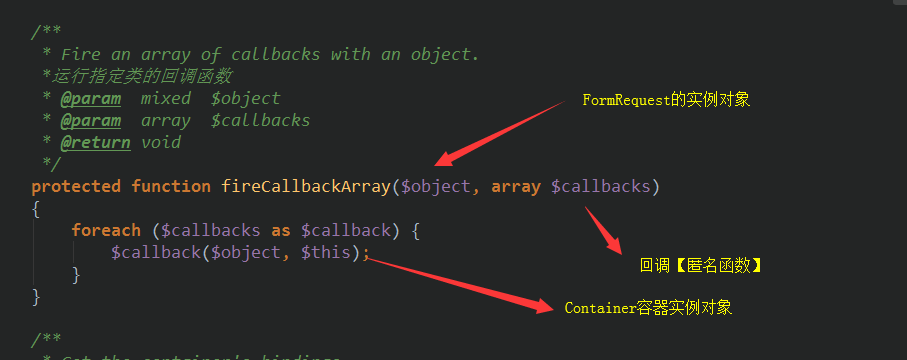 /**
* Fire an array of callbacks with an object.
*运行指定类的回调函数
* @param mixed $object
* @param array $callbacks
* @return void
*/
FormRequest的实例对象
protected function fireCallbackArray($object, array $callbacks)
{
foreach ($callbacks as $callback) {
$callback($object, $this);
}
}
回调【匿名函数】
Container容器实例对象
/**
* Get the container's bindings